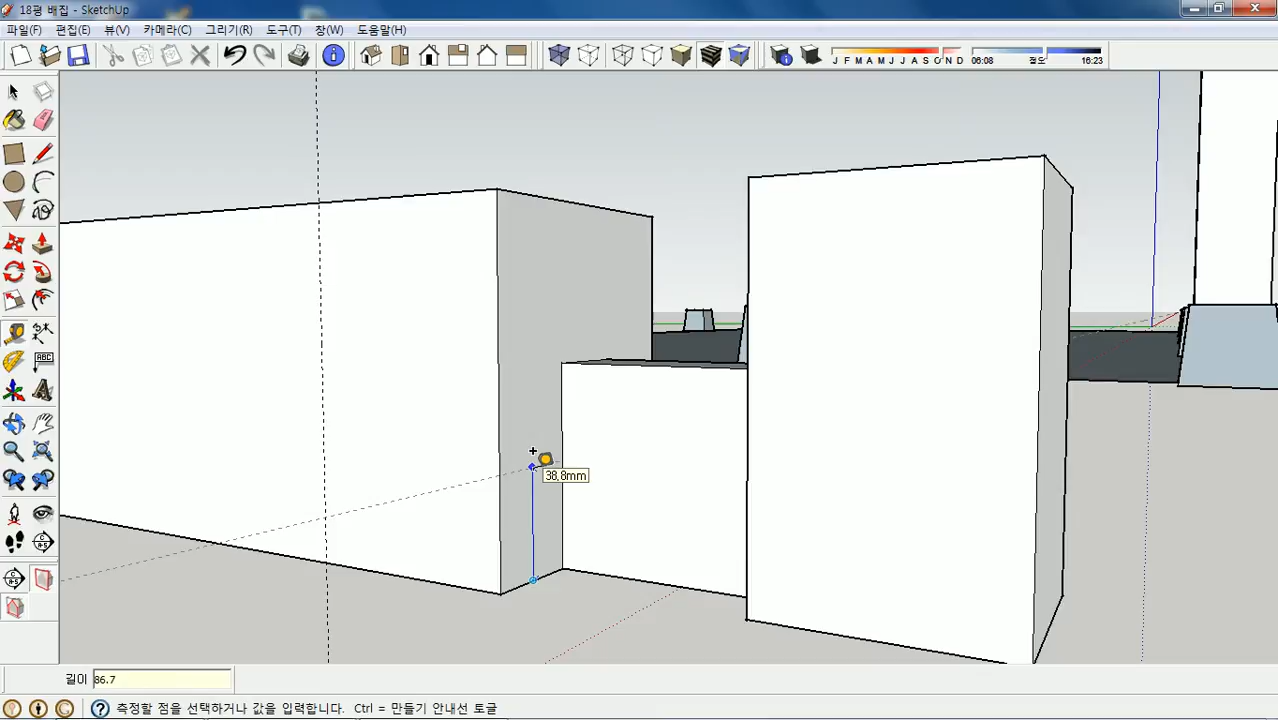 18평 배집 - SketchUp
파일(F) 편집(E) 뷰(V) 카메라(C) 그리기(R) 도구(T) 창(W) 도움말(H)
J F M A M J J A S O N D 06:08 정오 16:23
ABC
38.8mm
길이 86.7
측정할 점을 선택하거나 값을 입력합니다. Ctrl = 만들기 안내선 토글